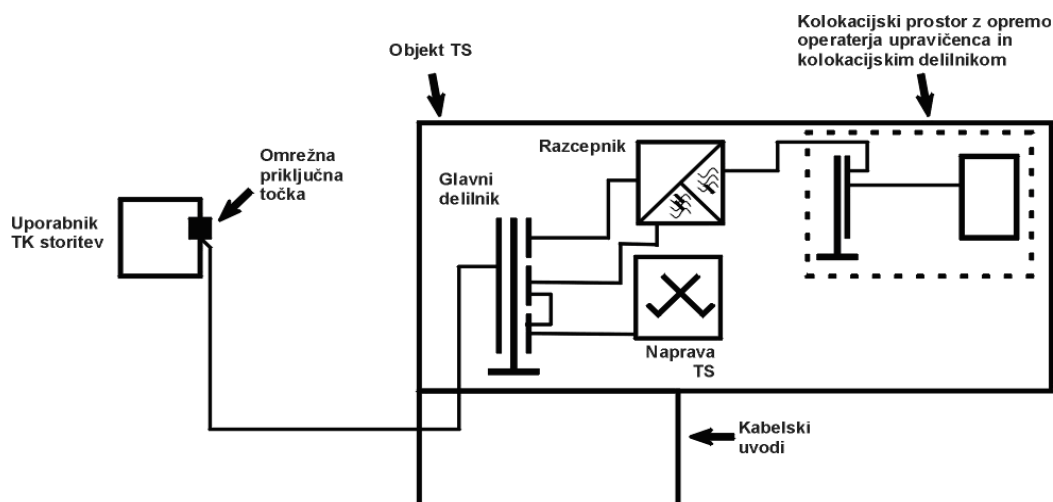 Kolokacijski prostor z opremo
operaterja upravičenca in
kolokacijskim delilnikom
Objekt TS
Razcepnik
Omrežna
priključna
točka
Glavni
delilnik
Uporabnik
TK storitev
Naprava
TS
Kabelski
uvodi